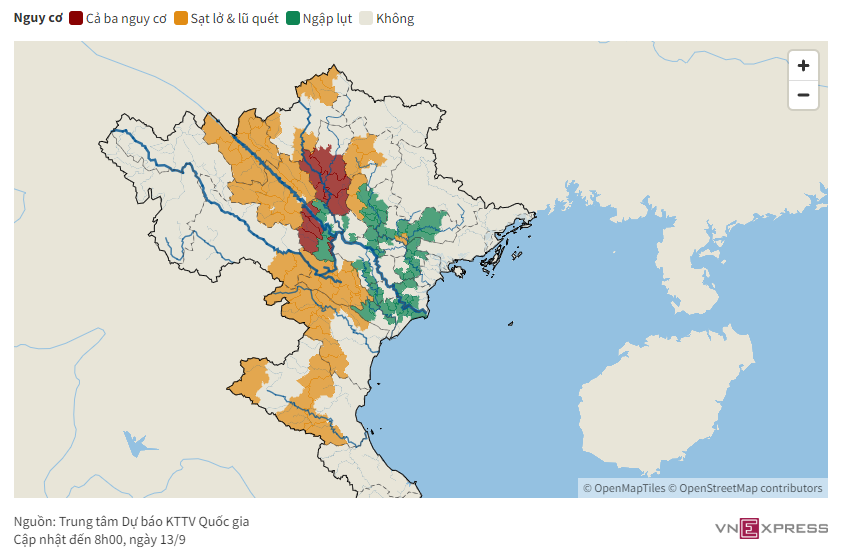 Nguy cơ Cả ba nguy cơ Sạt lở & lũ quét Ngập lụt Không
+
−
© OpenMapTiles © OpenStreetMap contributors
Nguồn: Trung tâm Dự báo KTTV Quốc gia
Cập nhật đến 8h00, ngày 13/9
VNEXPRESS